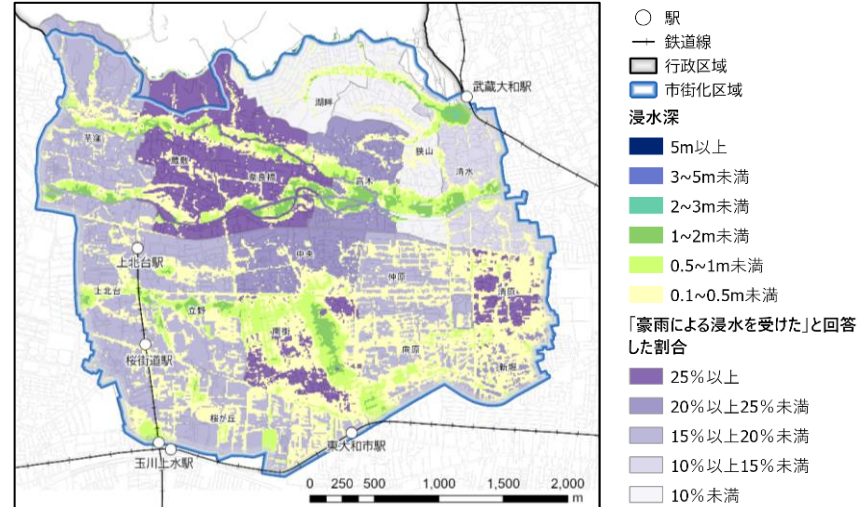 武蔵大和駅
湖畔
芋窪
狭山
蔵敷
清水
奈良橋
高木
中央
上北台駅
仲原
上北台
清原
立野
南街
桜街道駅
向原
新堀
桜が丘
東大和市駅
玉川上水駅
0 250 500 1,000 1,500 2,000
m
駅
鉄道線
行政区域
市街化区域
浸水深
5m以上
3~5m未満
2~3m未満
1~2m未満
0.5~1m未満
0.1~0.5m未満
「豪雨による浸水を受けた」と回答
した割合
25%以上
20%以上25%未満
15%以上20%未満
10%以上15%未満
10%未満